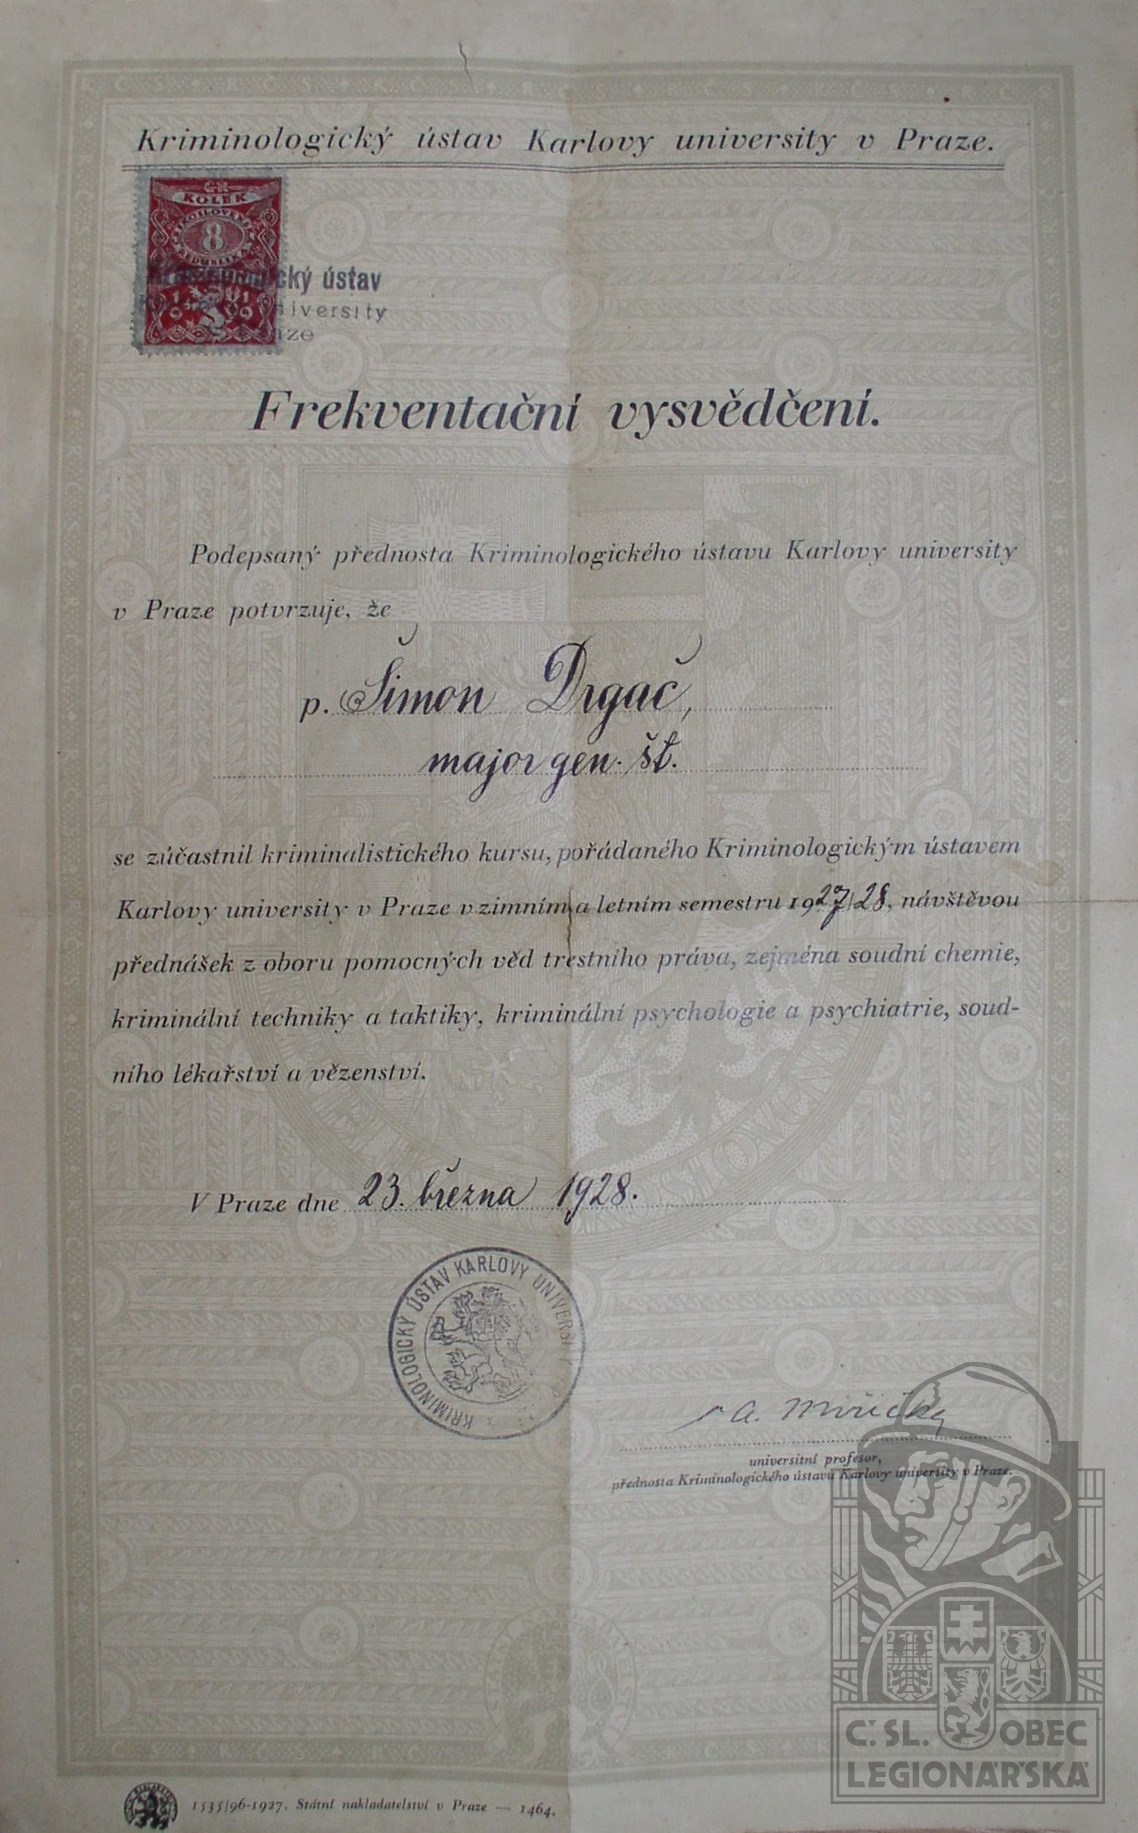 Kriminologický ústav Karlovy university v Praze.
KOLEK
8
Kriminologický ústav
university
Frekventační vysvědčení.
Podepsaný přednosta Kriminologického ústavu Karlovy university
v Praze potvrzuje, že
p. Šimon Drgač,
major gen. št.
se zúčastnil kriminalistického kursu, pořádaného Kriminologickým ústavem
Karlovy university v Praze v zimním a letním semestru 1927/28, návštěvou
přednášek z oboru pomocných věd trestního práva, zejména soudní chemie,
kriminální techniky a taktiky, kriminální psychologie a psychiatrie, soud-
ního lékařství a vězenství.
V Praze dne 23. března 1928.
KRIMINOLOGICKÝ ÚSTAV KARLOVY
A. Miřička
universitní profesor,
přednosta Kriminologického ústavu Karlovy university v Praze.
Č. SL. OBEC
LEGIONÁŘSKÁ
1535/96-1927. Státní nakladatelství v Praze — 1464.